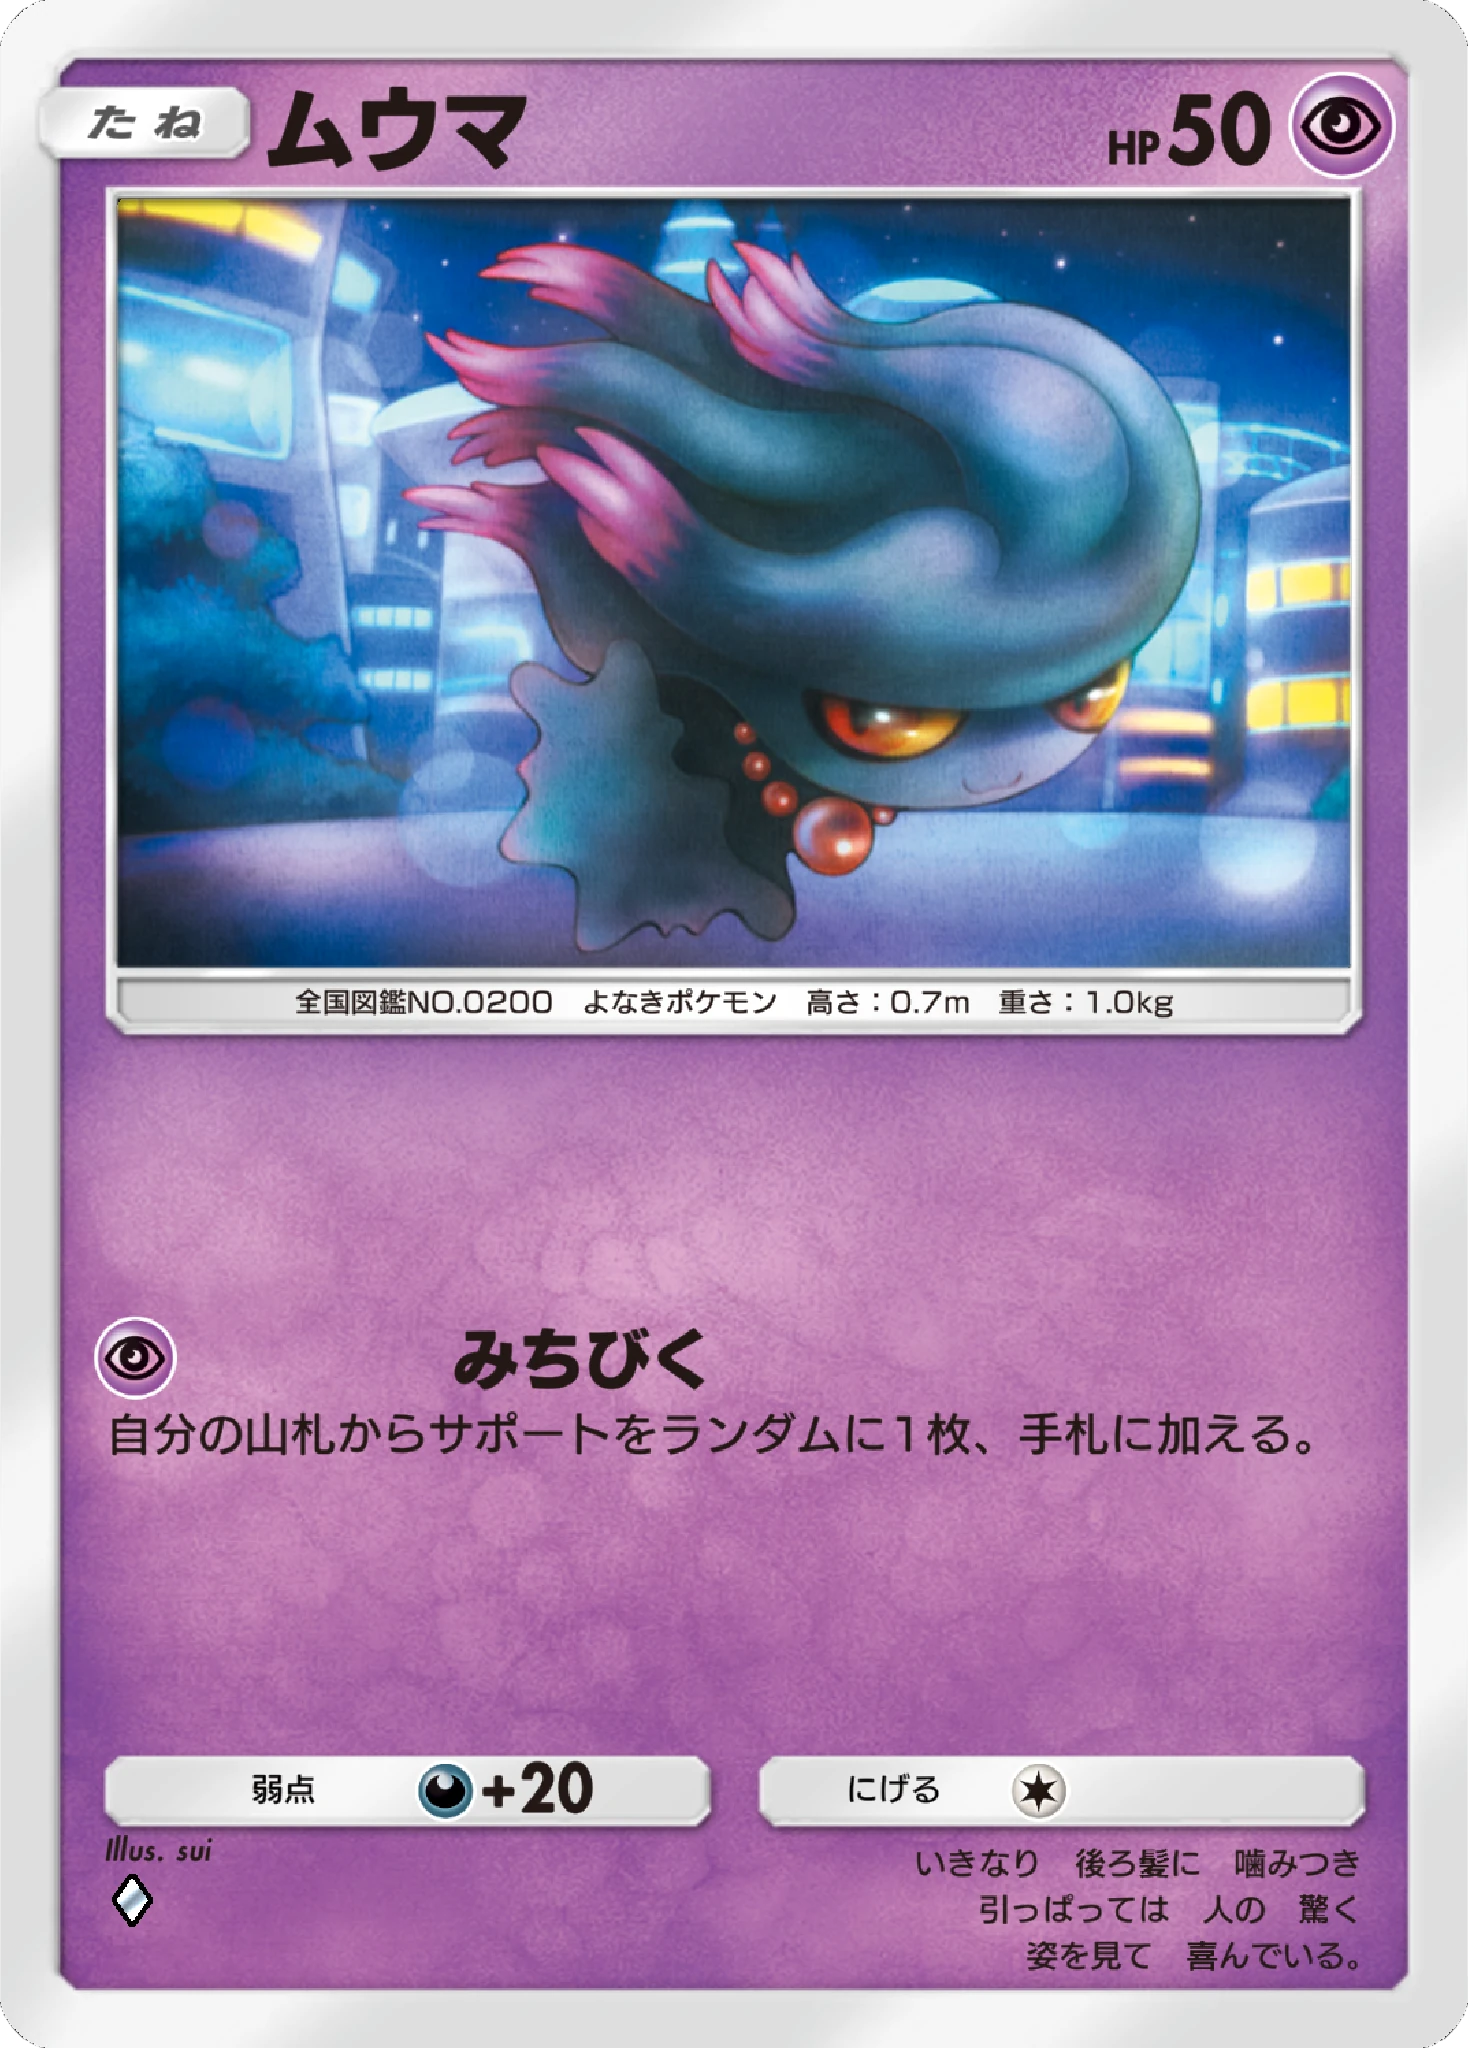 たね ムウマ HP50
全国図鑑NO.0200 よなきポケモン 高さ：0.7m 重さ：1.0kg
みちびく
自分の山札からサポートをランダムに1枚、手札に加える。
弱点 +20 にげる
Illus. sui
いきなり 後ろ髪に 噛みつき
引っぱっては 人の 驚く
姿を見て 喜んでいる。